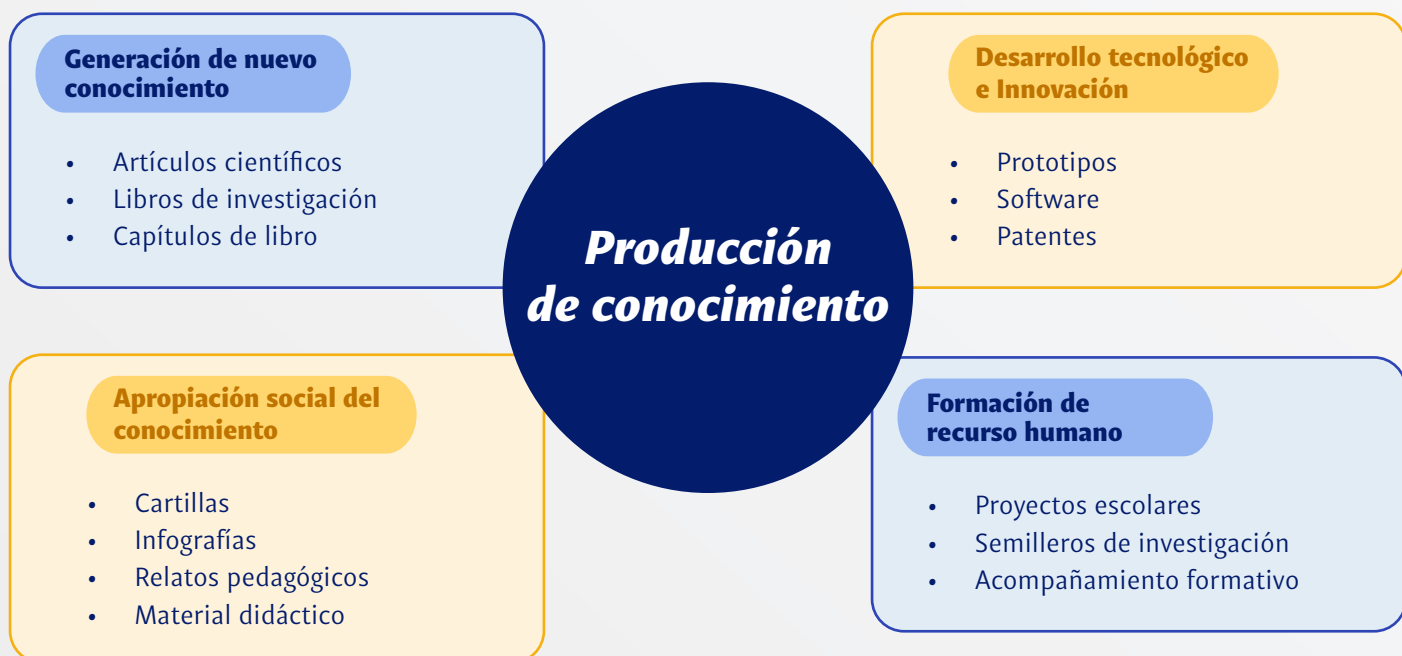 Generación de nuevo
conocimiento
• Artículos científicos
• Libros de investigación
• Capítulos de libro
Desarrollo tecnológico
e Innovación
• Prototipos
• Software
• Patentes
Producción
de conocimiento
Apropiación social del
conocimiento
• Cartillas
• Infografías
• Relatos pedagógicos
• Material didáctico
Formación de
recurso humano
• Proyectos escolares
• Semilleros de investigación
• Acompañamiento formativo